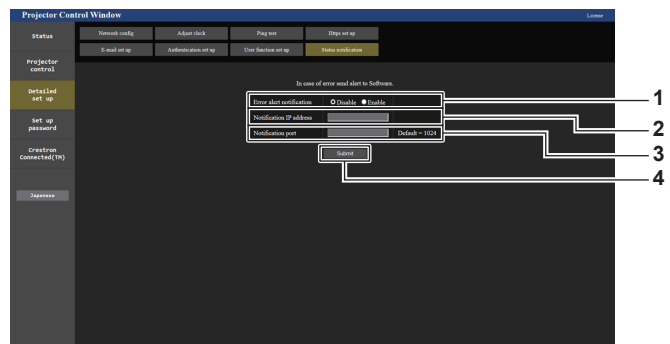 Projector Control Window
License
Status
Network config
Adjust clock
Ping test
Https set up
E-mail set up
Authentication set up
User function set up
Status notification
Projector
control
Detailed
set up
Set up
password
Crestron
Connected(TM)
Japanese
In case of error send alert to Software.
Error alert notification
Disable
Enable
Notification IP address
Notification port
Default = 1024
Submit
1
2
3
4